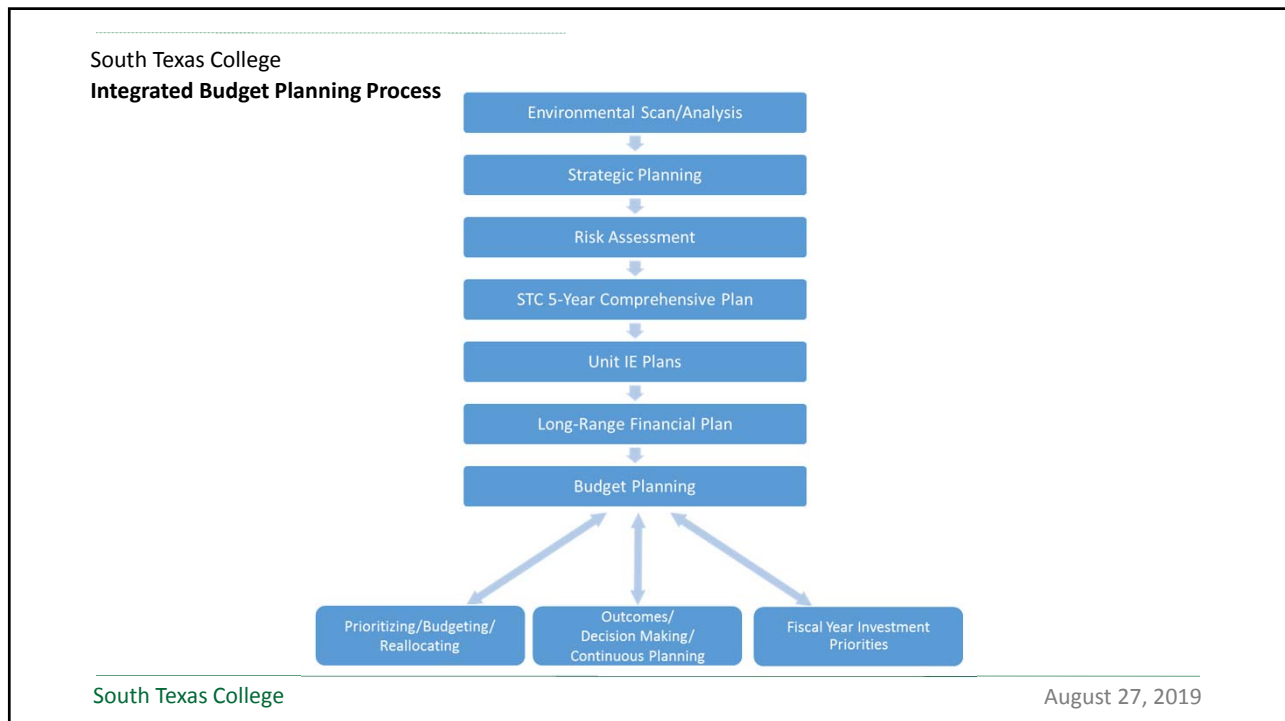 South Texas College
Integrated Budget Planning Process
Environmental Scan/Analysis
Strategic Planning
Risk Assessment
STC 5-Year Comprehensive Plan
Unit IE Plans
Long-Range Financial Plan
Budget Planning
Prioritizing/Budgeting/
Reallocating
Outcomes/
Decision Making/
Continuous Planning
Fiscal Year Investment
Priorities
South Texas College
August 27, 2019